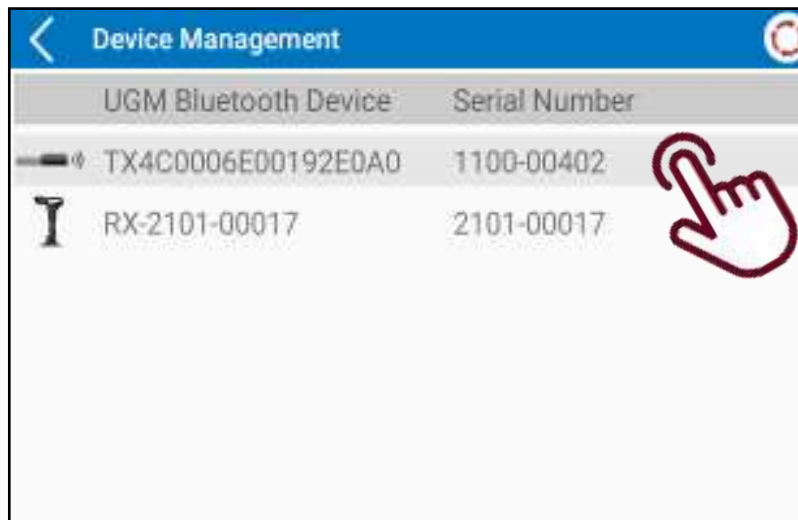 Device Management
UGM Bluetooth Device Serial Number
TX4C0006E00192E0A0 1100-00402
RX-2101-00017 2101-00017